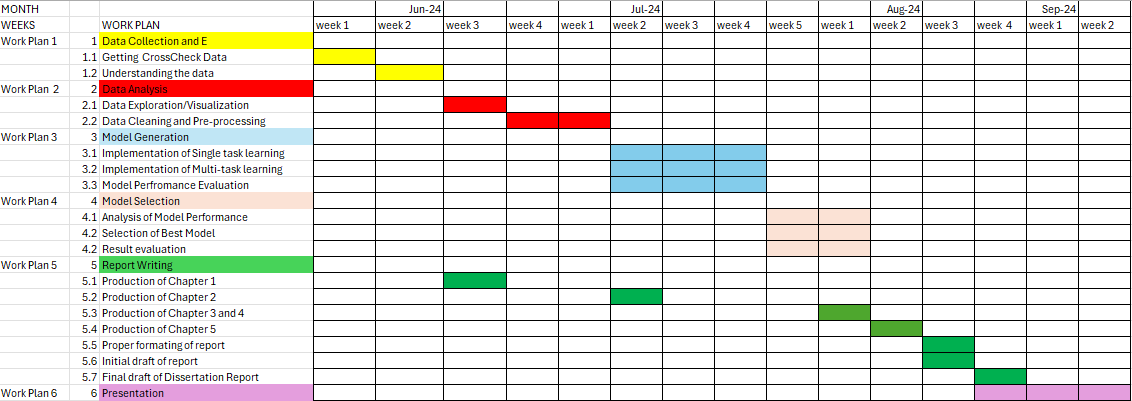 MONTH Jun-24 Jul-24 Aug-24 Sep-24
WEEKS WORK PLAN week 1 week 2 week 3 week 4 week 1 week 2 week 3 week 4 week 5 week 1 week 2 week 3 week 4 week 1 week 2
Work Plan 1 1 Data Collection and E
1.1 Getting CrossCheck Data
1.2 Understanding the data
Work Plan 2 2 Data Analysis
2.1 Data Exploration/Visualization
2.2 Data Cleaning and Pre-processing
Work Plan 3 3 Model Generation
3.1 Implementation of Single task learning
3.2 Implementation of Multi-task learning
3.3 Model Perfromance Evaluation
Work Plan 4 4 Model Selection
4.1 Analysis of Model Performance
4.2 Selection of Best Model
4.2 Result evaluation
Work Plan 5 5 Report Writing
5.1 Production of Chapter 1
5.2 Production of Chapter 2
5.3 Production of Chapter 3 and 4
5.4 Production of Chapter 5
5.5 Proper formating of report
5.6 Initial draft of report
5.7 Final draft of Dissertation Report
Work Plan 6 6 Presentation